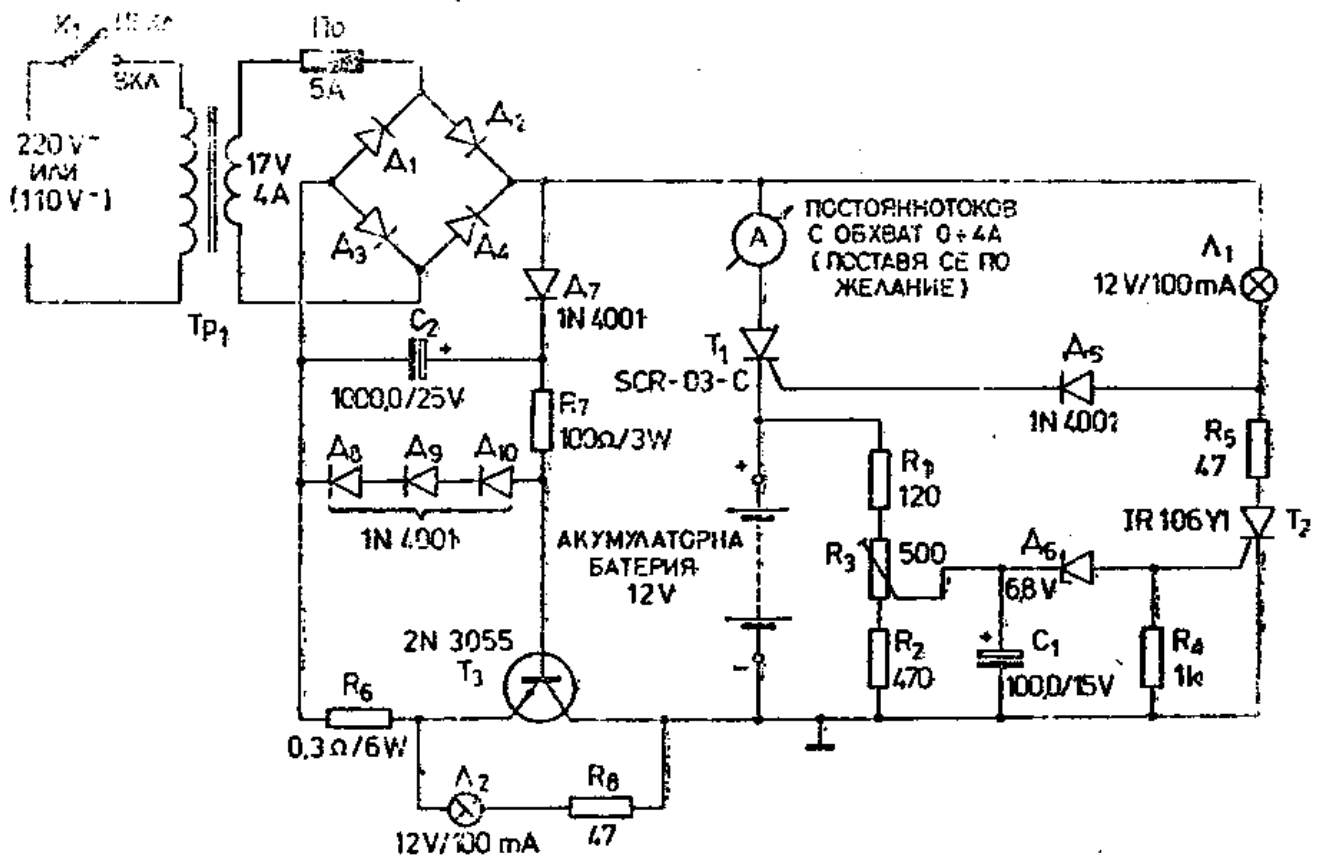 По
5A
ВКЛ
220 V~
ИЛИ
(110 V~)
17V
4A
Тр₁
Д₁
Д₂
Д₃
Д₄
Д₇
1N 4001
C₂
+
1000,0/25V
R₇
100Ω/3W
Д₈
Д₉
Д₁₀
1N 4001
A
ПОСТОЯННОТОКОВ
С ОБХВАТ 0÷4А
(ПОСТАВЯ СЕ ПО
ЖЕЛАНИЕ)
Л₁
12V/100mA
T₁
SCR-03-C
Д₅
1N 4001
R₅
47
IR 106 Y1
T₂
R₁
120
+
АКУМУЛАТОРНА
БАТЕРИЯ
12V
-
R₃
500
Д₆
6,8V
R₂
470
+
C₁
100,0/15V
R₄
1k
2N 3055
T₃
R₆
0,3Ω/6W
Л₂
12V/100 mA
R₈
47